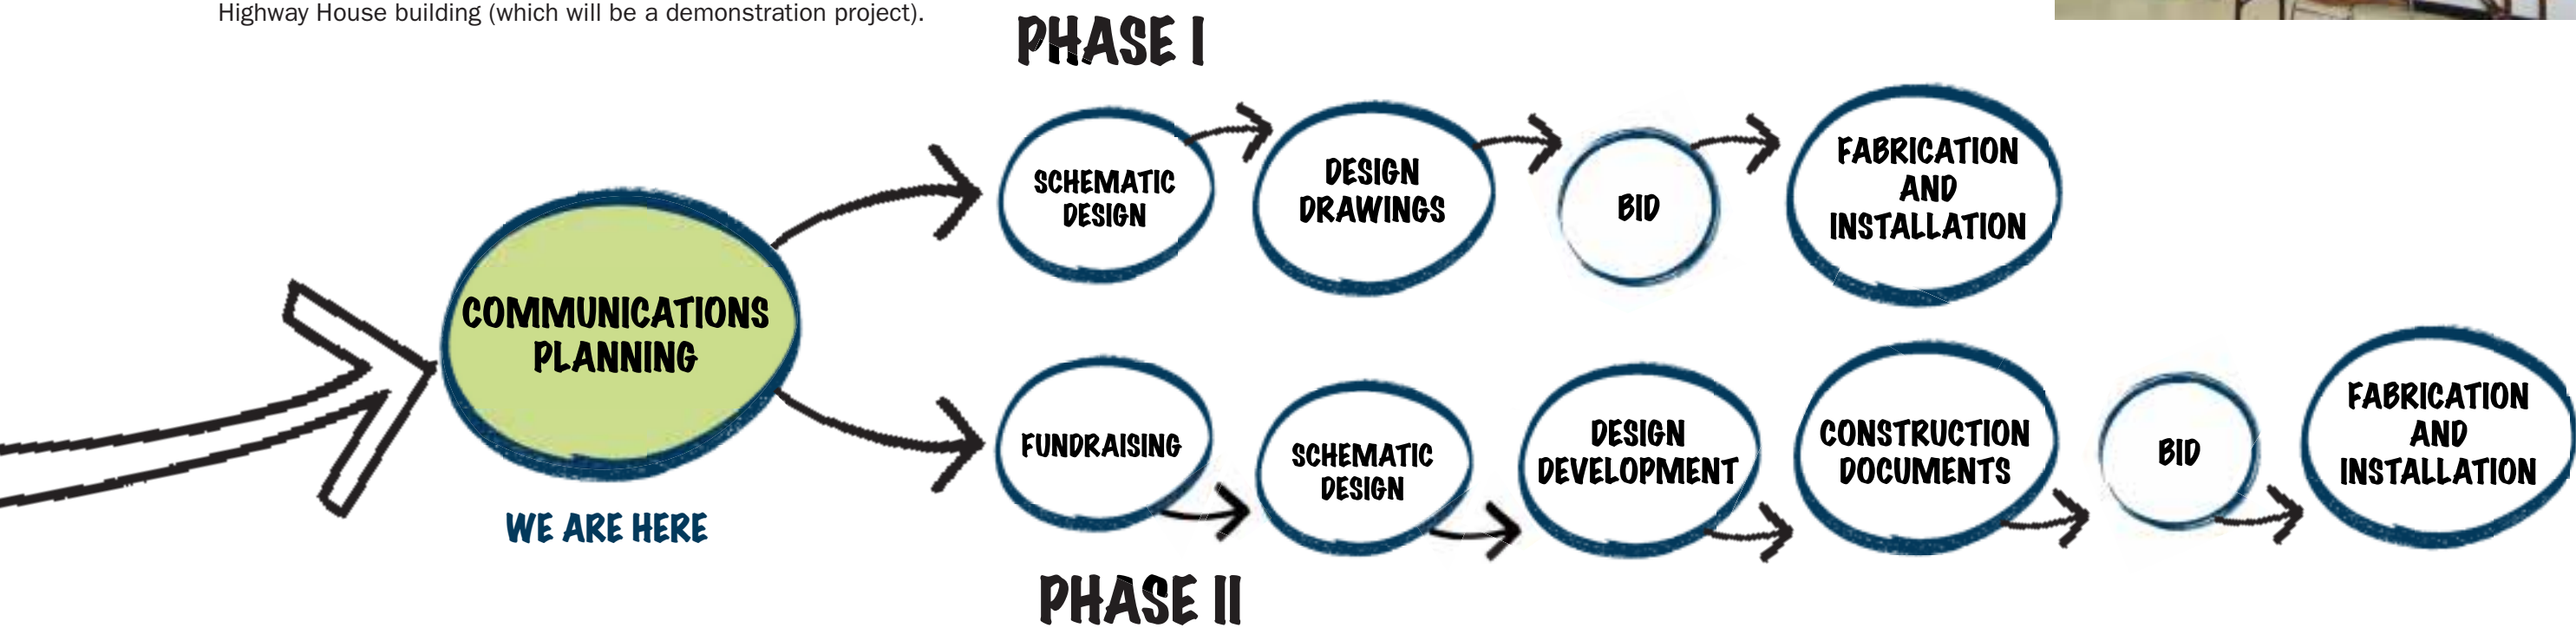 Highway House building (which will be a demonstration project).
PHASE I
SCHEMATIC
DESIGN
DESIGN
DRAWINGS
BID
FABRICATION
AND
INSTALLATION
COMMUNICATIONS
PLANNING
WE ARE HERE
FUNDRAISING
SCHEMATIC
DESIGN
DESIGN
DEVELOPMENT
CONSTRUCTION
DOCUMENTS
BID
FABRICATION
AND
INSTALLATION
PHASE II